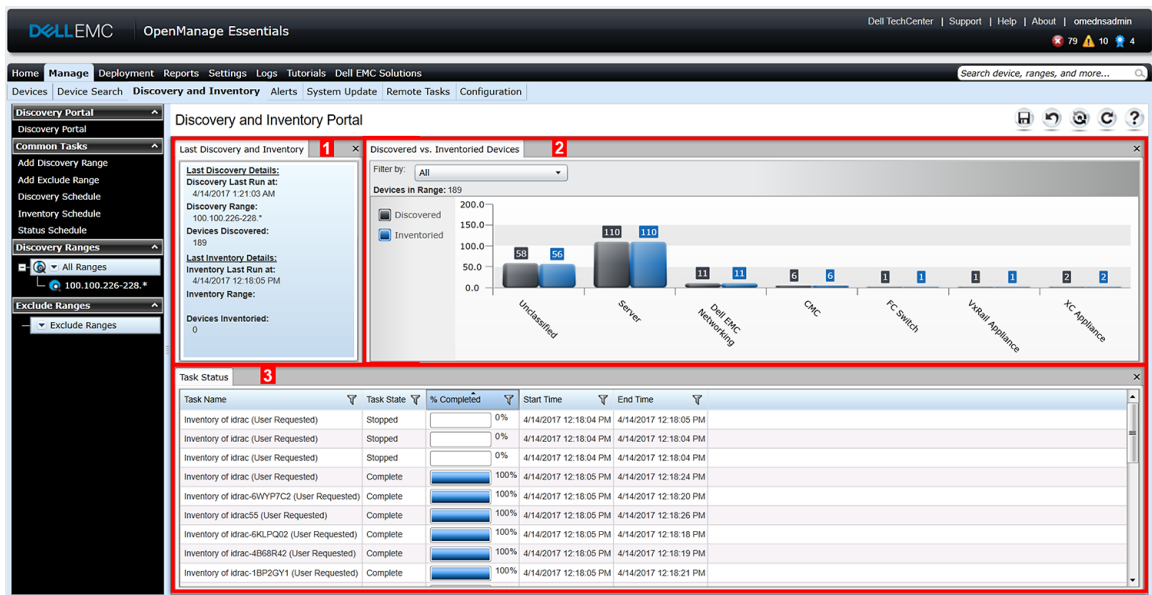 DELLEMC OpenManage Essentials
Dell TechCenter | Support | Help | About | omednsadmin
79 10 4
Home Manage Deployment Reports Settings Logs Tutorials Dell EMC Solutions
Search device, ranges, and more...
Devices Device Search Discovery and Inventory Alerts System Update Remote Tasks Configuration
Discovery Portal
Discovery Portal
Common Tasks
Add Discovery Range
Add Exclude Range
Discovery Schedule
Inventory Schedule
Status Schedule
Discovery Ranges
All Ranges
100.100.226-228.*
Exclude Ranges
Exclude Ranges
Discovery and Inventory Portal
?
Last Discovery and Inventory 1
Last Discovery Details:
Discovery Last Run at:
4/14/2017 1:21:03 AM
Discovery Range:
100.100.226-228.*
Devices Discovered:
189
Last Inventory Details:
Inventory Last Run at:
4/14/2017 12:18:05 PM
Inventory Range:
Devices Inventoried:
0
Discovered vs. Inventoried Devices 2
Filter by: All
Devices in Range: 189
Discovered
Inventoried
200.0
150.0
100.0
50.0
0.0
58 56
110 110
11 11
6 6
1 1
1 1
2 2
Unclassified
Server
Dell EMC
Networking
CMC
FC Switch
VxRail Appliance
XC Appliance
Task Status 3
Task Name Task State % Completed Start Time End Time
Inventory of idrac (User Requested) Stopped 0% 4/14/2017 12:18:04 PM 4/14/2017 12:18:05 PM
Inventory of idrac (User Requested) Stopped 0% 4/14/2017 12:18:04 PM 4/14/2017 12:18:04 PM
Inventory of idrac (User Requested) Stopped 0% 4/14/2017 12:18:04 PM 4/14/2017 12:18:04 PM
Inventory of idrac (User Requested) Complete 100% 4/14/2017 12:18:05 PM 4/14/2017 12:18:24 PM
Inventory of idrac-6WYP7C2 (User Requested) Complete 100% 4/14/2017 12:18:05 PM 4/14/2017 12:18:20 PM
Inventory of idrac55 (User Requested) Complete 100% 4/14/2017 12:18:05 PM 4/14/2017 12:18:26 PM
Inventory of idrac-6KLPQ02 (User Requested) Complete 100% 4/14/2017 12:18:05 PM 4/14/2017 12:18:18 PM
Inventory of idrac-4B68R42 (User Requested) Complete 100% 4/14/2017 12:18:05 PM 4/14/2017 12:18:19 PM
Inventory of idrac-1BP2GY1 (User Requested) Complete 100% 4/14/2017 12:18:05 PM 4/14/2017 12:18:21 PM